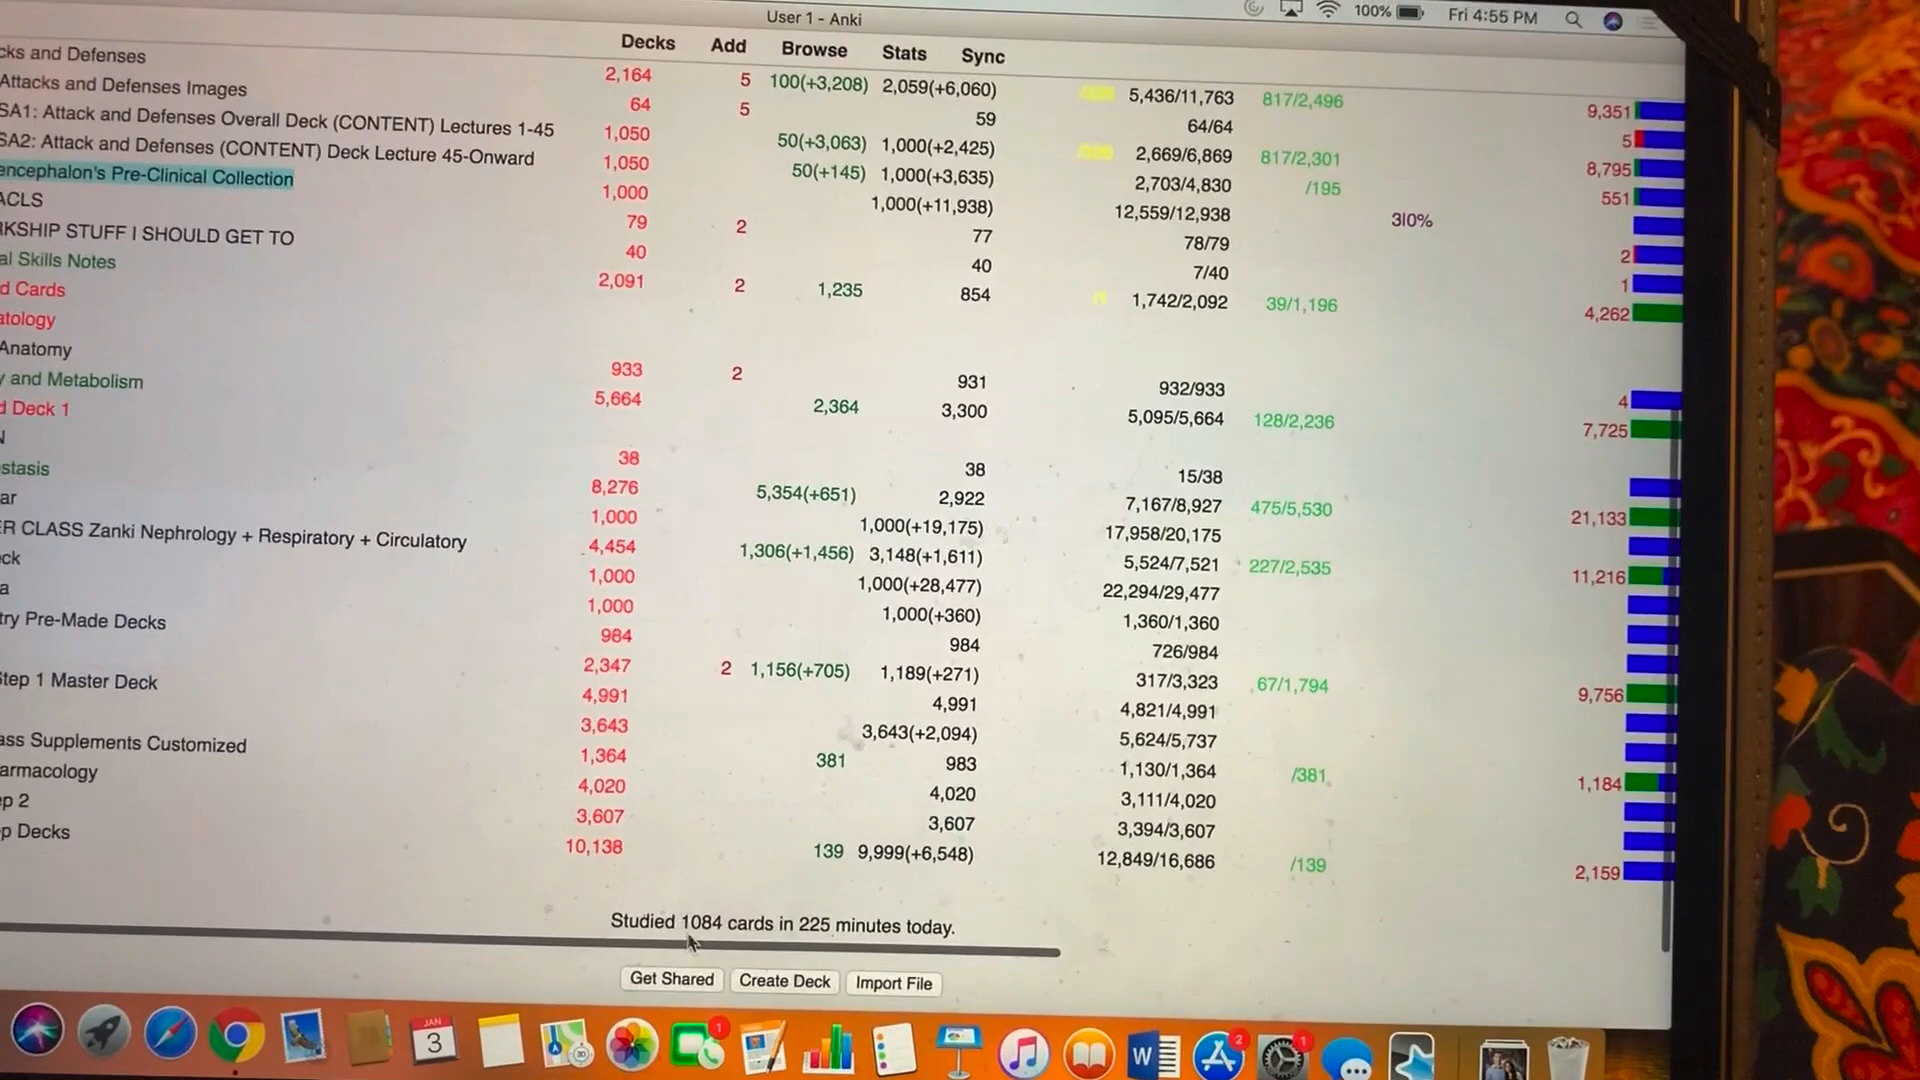 User 1 - Anki
100%
Fri 4:55 PM
Decks Add Browse Stats Sync
cks and Defenses 2,164 5 100(+3,208) 2,059(+6,060) 5,436/11,763 817/2,496 9,351
Attacks and Defenses Images 64 5 59 64/64 5
SA1: Attack and Defenses Overall Deck (CONTENT) Lectures 1-45 1,050 50(+3,063) 1,000(+2,425) 2,669/6,869 817/2,301 8,795
SA2: Attack and Defenses (CONTENT) Deck Lecture 45-Onward 1,050 50(+145) 1,000(+3,635) 2,703/4,830 /195 551
encephalon's Pre-Clinical Collection 1,000 1,000(+11,938) 12,559/12,938 3I0%
ACLS 79 2 77 78/79 2
RKSHIP STUFF I SHOULD GET TO 40 40 7/40 1
al Skills Notes 2,091 2 1,235 854 1,742/2,092 39/1,196 4,262
d Cards
atology
Anatomy 933 2 931 932/933 4
y and Metabolism 5,664 2,364 3,300 5,095/5,664 128/2,236 7,725
d Deck 1
N 38 38 15/38
stasis 8,276 5,354(+651) 2,922 7,167/8,927 475/5,530 21,133
ar 1,000 1,000(+19,175) 17,958/20,175
ER CLASS Zanki Nephrology + Respiratory + Circulatory 4,454 1,306(+1,456) 3,148(+1,611) 5,524/7,521 227/2,535 11,216
ck 1,000 1,000(+28,477) 22,294/29,477
a 1,000 1,000(+360) 1,360/1,360
try Pre-Made Decks 984 984 726/984
2,347 2 1,156(+705) 1,189(+271) 317/3,323 67/1,794 9,756
Step 1 Master Deck 4,991 4,991 4,821/4,991
3,643 3,643(+2,094) 5,624/5,737
ass Supplements Customized 1,364 381 983 1,130/1,364 /381 1,184
armacology 4,020 4,020 3,111/4,020
ep 2 3,607 3,607 3,394/3,607
p Decks 10,138 139 9,999(+6,548) 12,849/16,686 /139 2,159
Studied 1084 cards in 225 minutes today.
Get Shared Create Deck Import File
JAN
3
1
W
2
1